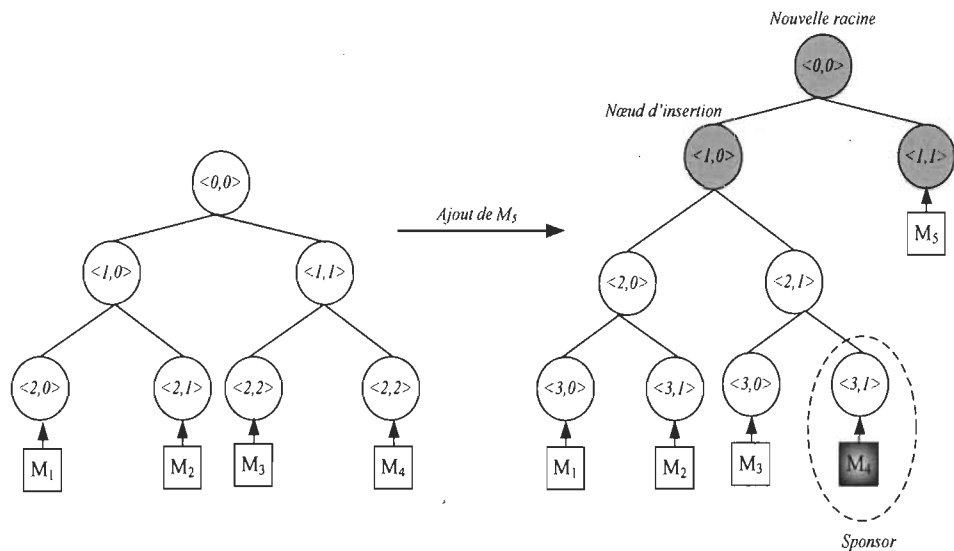 Nouvelle racine
<0,0>
Nœud d'insertion
<1,0>
<1,1>
M5
<0,0>
Ajout de M5
<1,0>
<1,1>
<2,0>
<2,1>
<2,0>
<2,1>
<2,2>
<2,2>
<3,0>
<3,1>
<3,0>
<3,1>
M1
M2
M3
M4
M1
M2
M3
M4
Sponsor